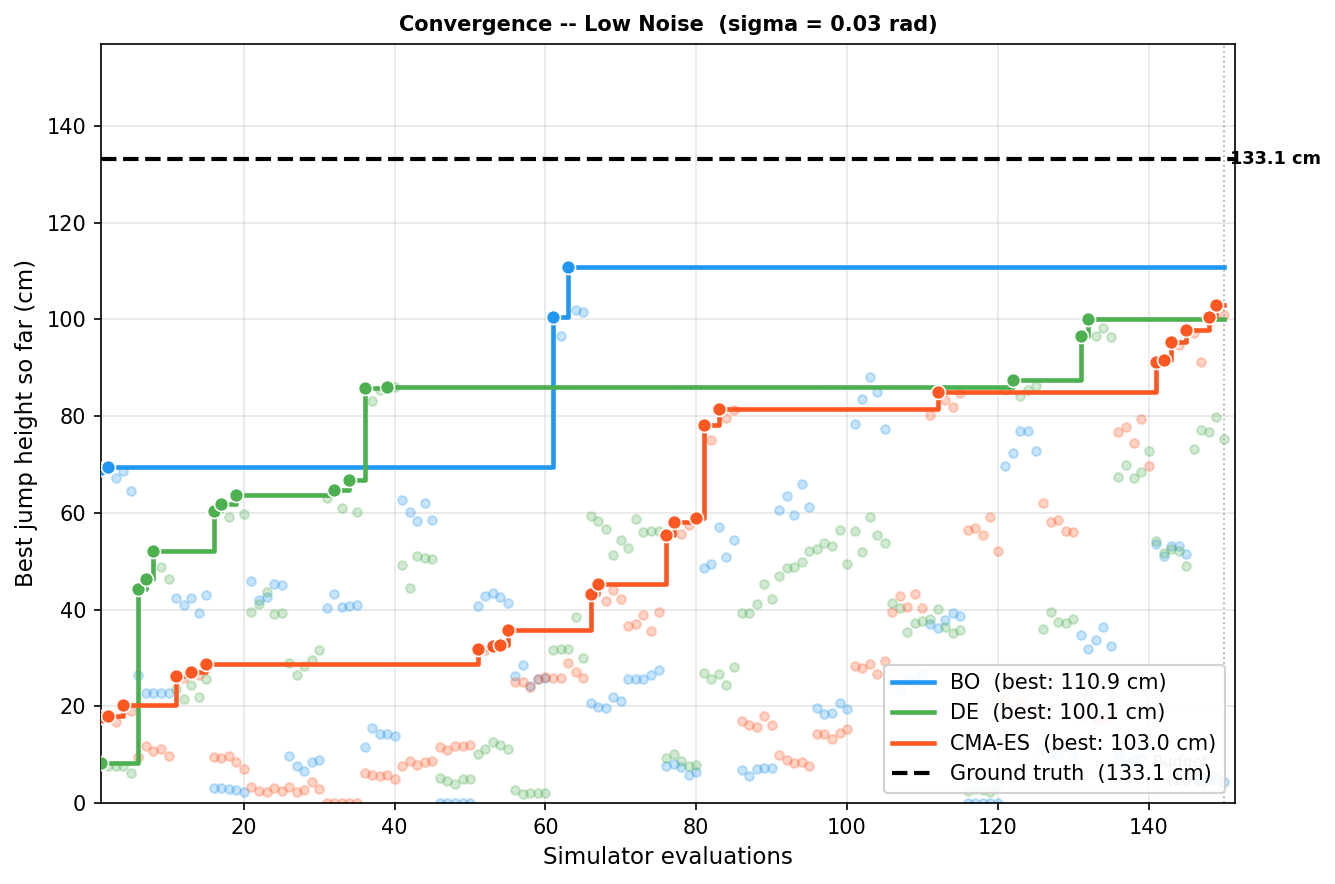 Convergence -- Low Noise  (sigma = 0.03 rad)
Best jump height so far (cm)
140
120
100
80
60
40
20
0
133.1 cm
BO  (best: 110.9 cm)
DE  (best: 100.1 cm)
CMA-ES  (best: 103.0 cm)
Ground truth  (133.1 cm)
20
40
60
80
100
120
140
Simulator evaluations